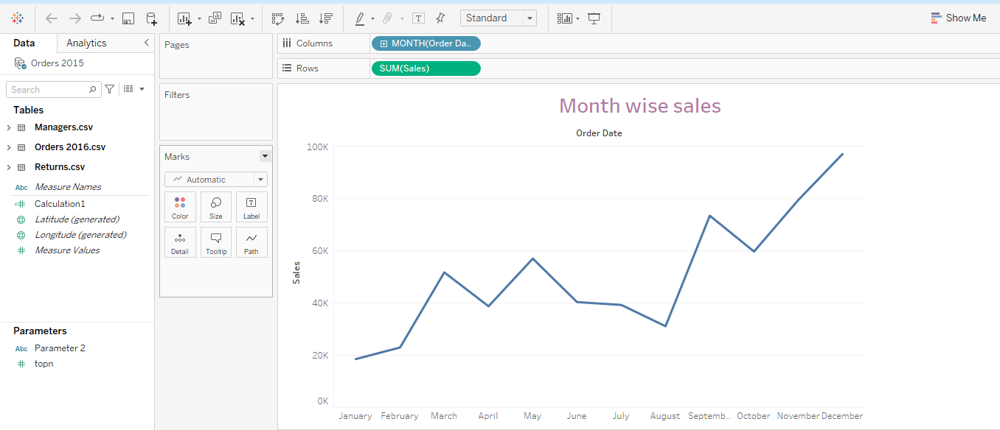 Standard
Show Me
Data
Analytics
Orders 2015
Search
Tables
Managers.csv
Orders 2016.csv
Returns.csv
Abc Measure Names
Calculation1
Latitude (generated)
Longitude (generated)
Measure Values
Parameters
Abc Parameter 2
topn
Pages
Filters
Marks
Automatic
Color Size Label
Detail Tooltip Path
Columns MONTH(Order Da..
Rows SUM(Sales)
Month wise sales
Order Date
100K
80K
60K
40K
20K
0K
Sales
January February March April May June July August Septemb.. October November December